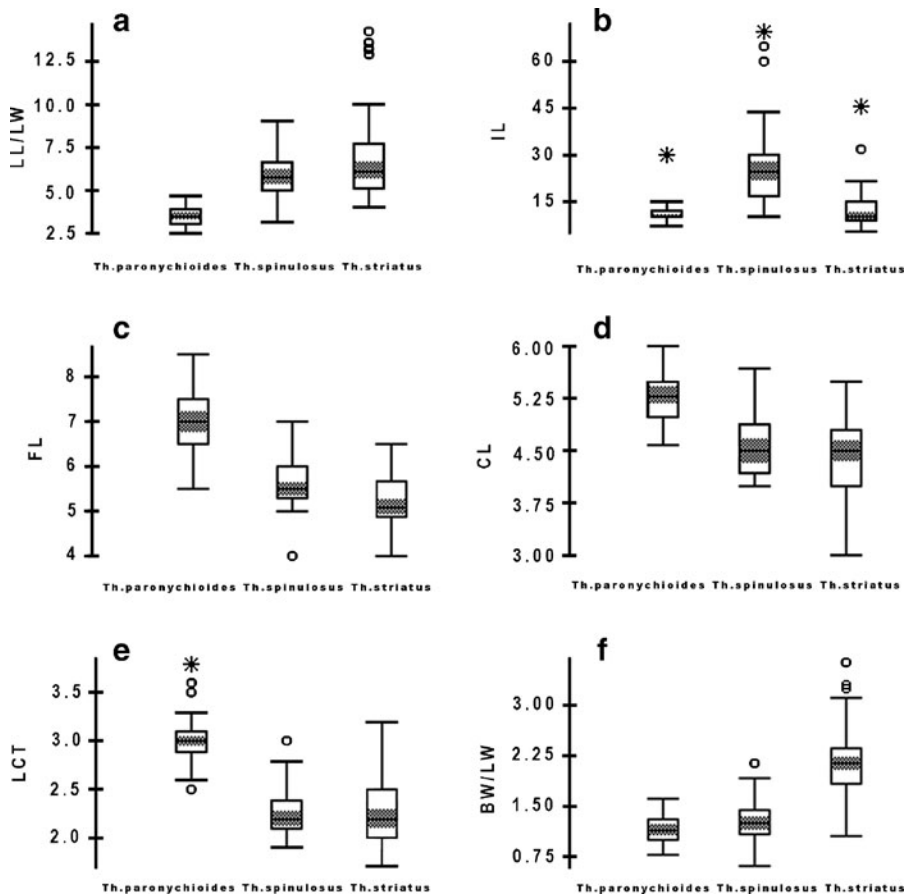 a
12.5
10.0
7.5
5.0
2.5
LL/LW
Th.paronychioides Th.spinulosus Th.striatus
b
60
45
30
15
IL
Th.paronychioides Th.spinulosus Th.striatus
c
8
7
6
5
4
FL
Th.paronychioides Th.spinulosus Th.striatus
d
6.00
5.25
4.50
3.75
3.00
CL
Th.paronychioides Th.spinulosus Th.striatus
e
3.5
3.0
2.5
2.0
LCT
Th.paronychioides Th.spinulosus Th.striatus
f
3.00
2.25
1.50
0.75
BW/LW
Th.paronychioides Th.spinulosus Th.striatus